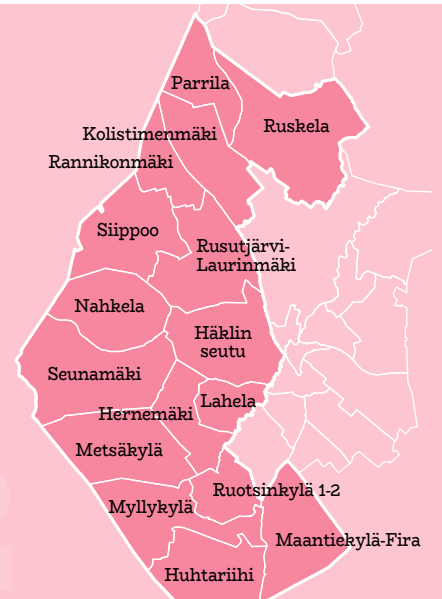 Parrila
Ruskela
Kolistimenmäki
Rannikonmäki
Siippoo
Rusutjärvi-
Laurinmäki
Nahkela
Häklin
seutu
Seunamäki
Lahela
Hernemäki
Metsäkylä
Ruotsinkylä 1-2
Myllykylä
Maantiekylä-Fira
Huhtariihi